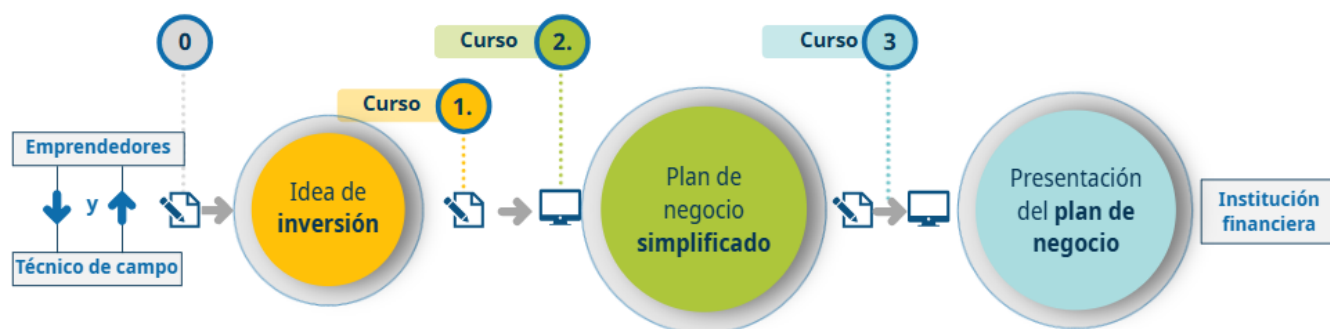 0
Curso 2.
Curso 3
Curso 1.
Emprendedores
y
Técnico de campo
Idea de
inversión
Plan de
negocio
simplificado
Presentación
del plan de
negocio
Institución
financiera